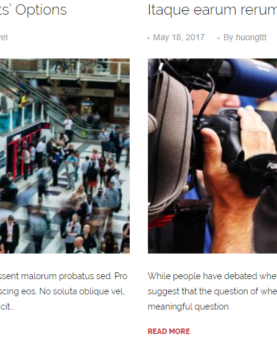 ts' Options
vel
ssent malorum probatus sed. Pro
scing eos. No soluta oblique vel,
cit...
Itaque earum rerum
- May 18, 2017 - By huongttt
While people have debated whe
suggest that the question of whe
meaningful question.
READ MORE